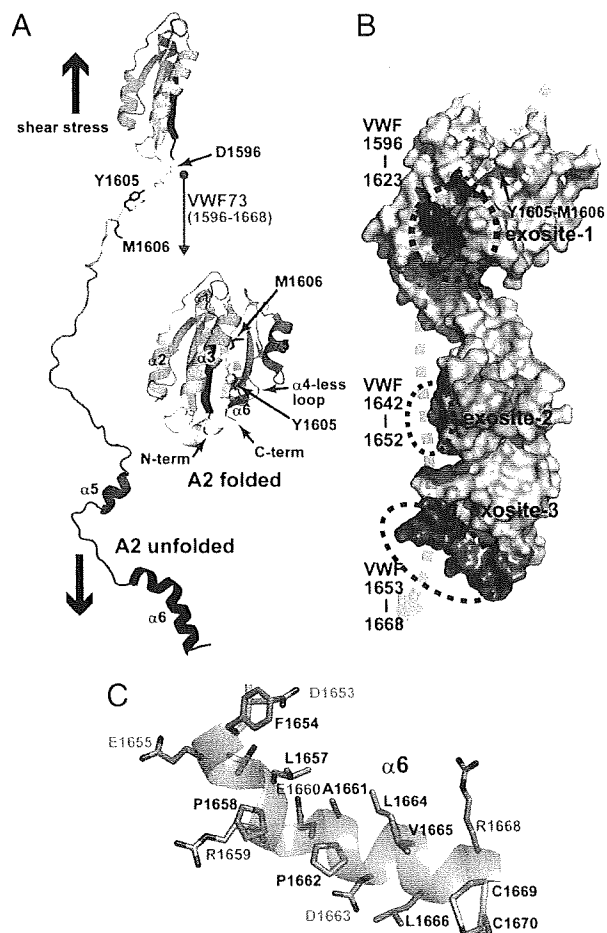 A
shear stress
D1596
Y1605
VWF73
(1596-1668)
M1606
M1606
α2
α3
α4-less
loop
α6
Y1605
N-term
C-term
A2 folded
α5
A2 unfolded
α6
B
VWF
1596
1623
Y1605-M1606
exosite-1
VWF
1642
1652
exosite-2
exosite-3
VWF
1653
1668
C
D1653
F1654
E1655
L1657
α6
E1660
A1661
L1664
P1658
V1665
R1659
R1668
P1662
D1663
C1669
L1666
C1670